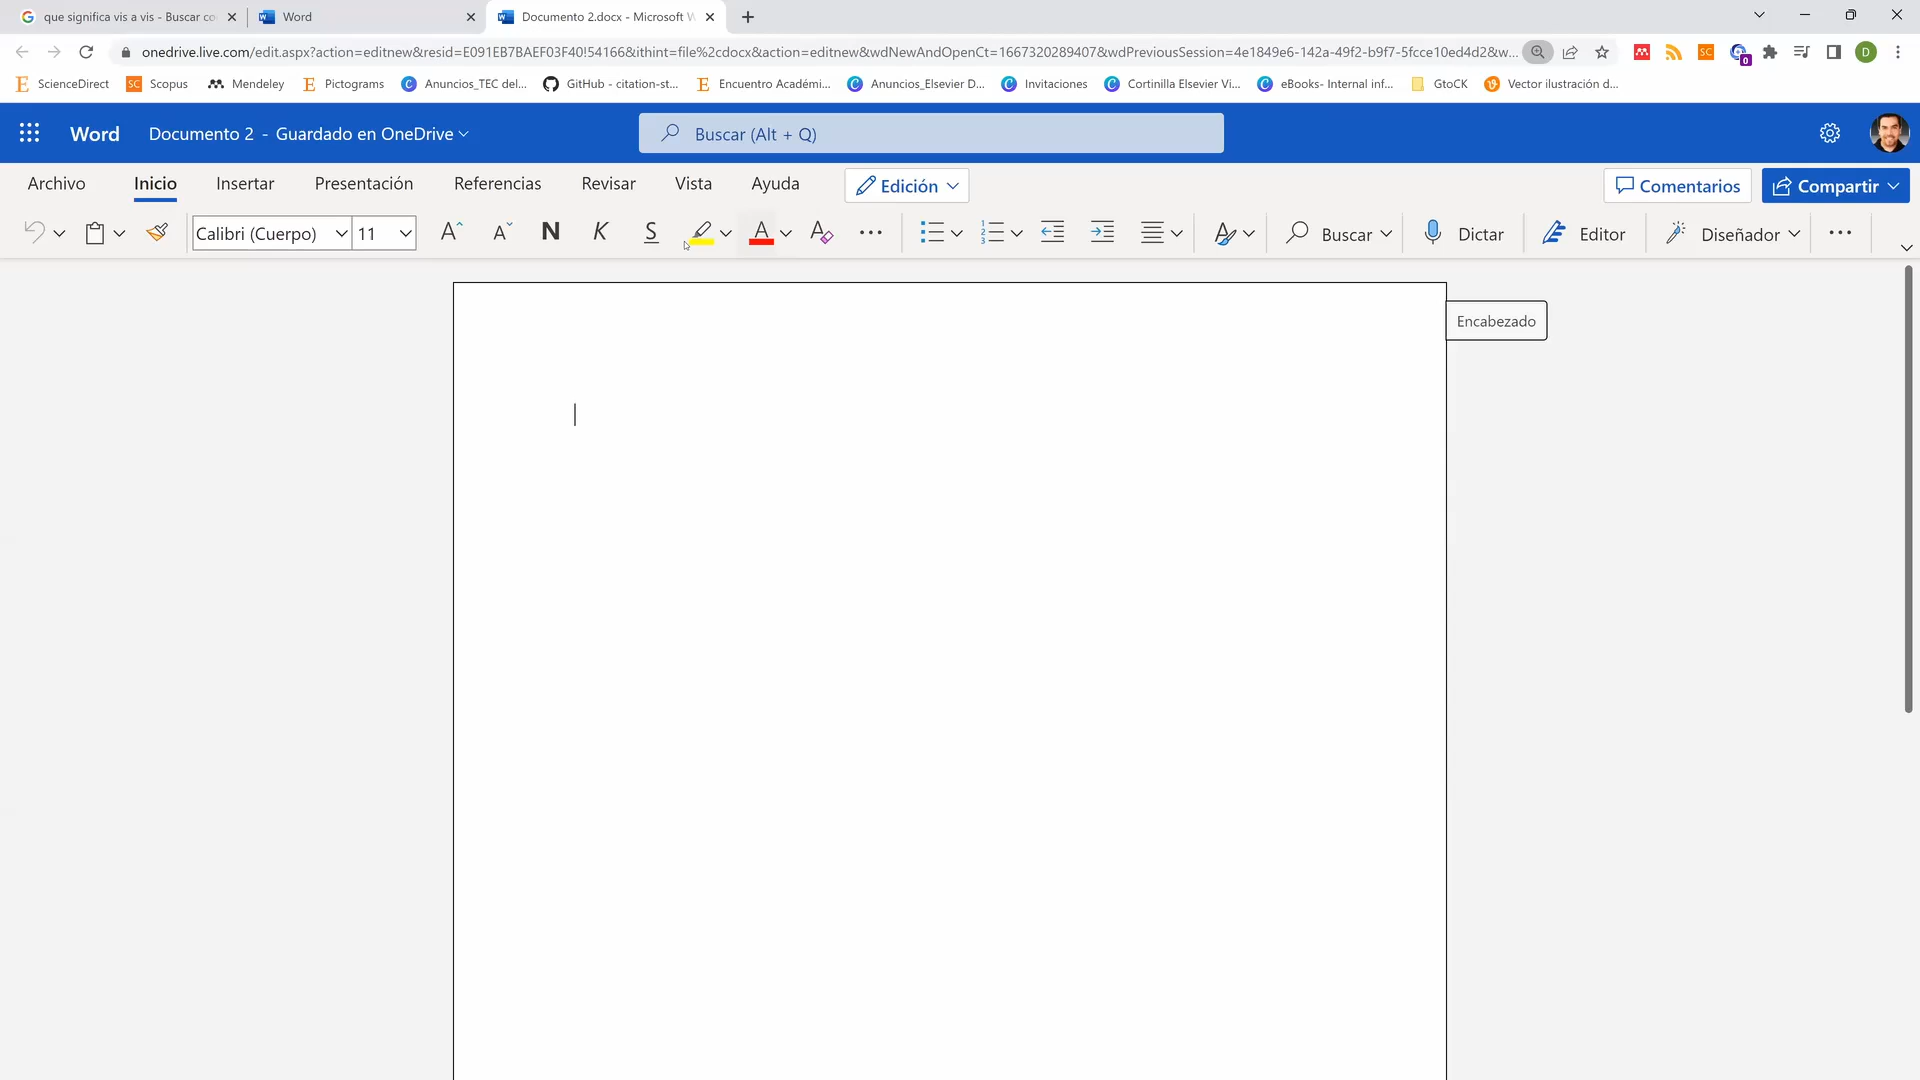 que significa vis a vis - Buscar co
Word
Documento 2.docx - Microsoft W
onedrive.live.com/edit.aspx?action=editnew&resid=E091EB7BAEF03F40!54166&ithint=file%2cdocx&action=editnew&wdNewAndOpenCt=1667320289407&wdPreviousSession=4e1849e6-142a-49f2-b9f7-5fcce10ed4d2&w...
SC
0
D
ScienceDirect
SC Scopus
Mendeley
Pictograms
Anuncios_TEC del...
GitHub - citation-st...
Encuentro Académi...
Anuncios_Elsevier D...
Invitaciones
Cortinilla Elsevier Vi...
eBooks- Internal inf...
GtoCK
Vector ilustración d...
Word
Documento 2 - Guardado en OneDrive
Buscar (Alt + Q)
Archivo
Inicio
Insertar
Presentación
Referencias
Revisar
Vista
Ayuda
Edición
Comentarios
Compartir
Calibri (Cuerpo)
11
A
A
N
K
S
A
A
Buscar
Dictar
Editor
Diseñador
Encabezado